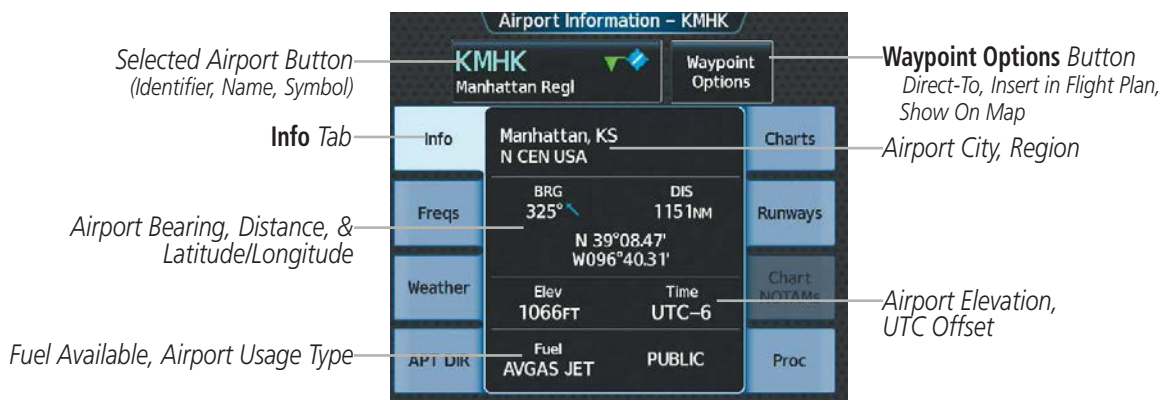 Airport Information – KMHK
Selected Airport Button
(Identifier, Name, Symbol)
KMHK
Manhattan Regl
Waypoint
Options
Waypoint Options Button
Direct-To, Insert in Flight Plan,
Show On Map
Info Tab
Info
Manhattan, KS
N CEN USA
Charts
Airport City, Region
Airport Bearing, Distance, &
Latitude/Longitude
Freqs
BRG
325°
DIS
1151NM
N 39°08.47'
W096°40.31'
Runways
Weather
Elev
1066FT
Time
UTC–6
Chart
NOTAMs
Airport Elevation,
UTC Offset
Fuel Available, Airport Usage Type
APT DIR
Fuel
AVGAS JET
PUBLIC
Proc